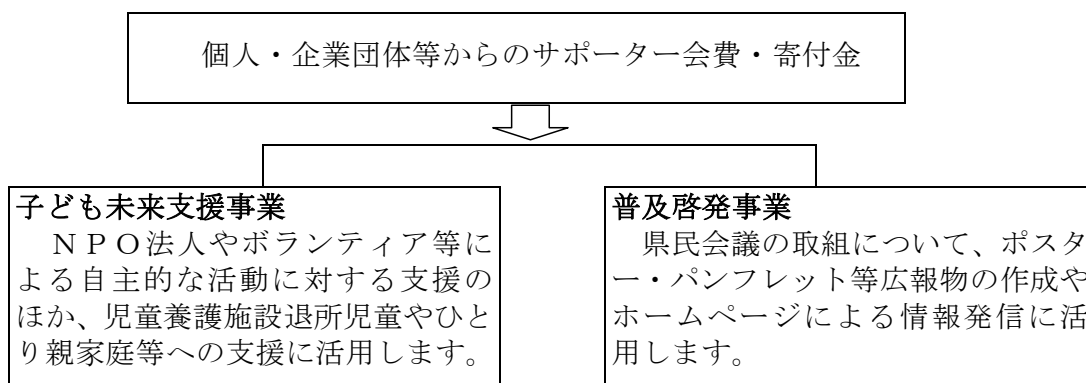 個人・企業団体等からのサポーター会費・寄付金
子ども未来支援事業
　ＮＰＯ法人やボランティア等に
よる自主的な活動に対する支援の
ほか、児童養護施設退所児童やひと
り親家庭等への支援に活用します。
普及啓発事業
　県民会議の取組について、ポスタ
ー・パンフレット等広報物の作成や
ホームページによる情報発信に活
用します。